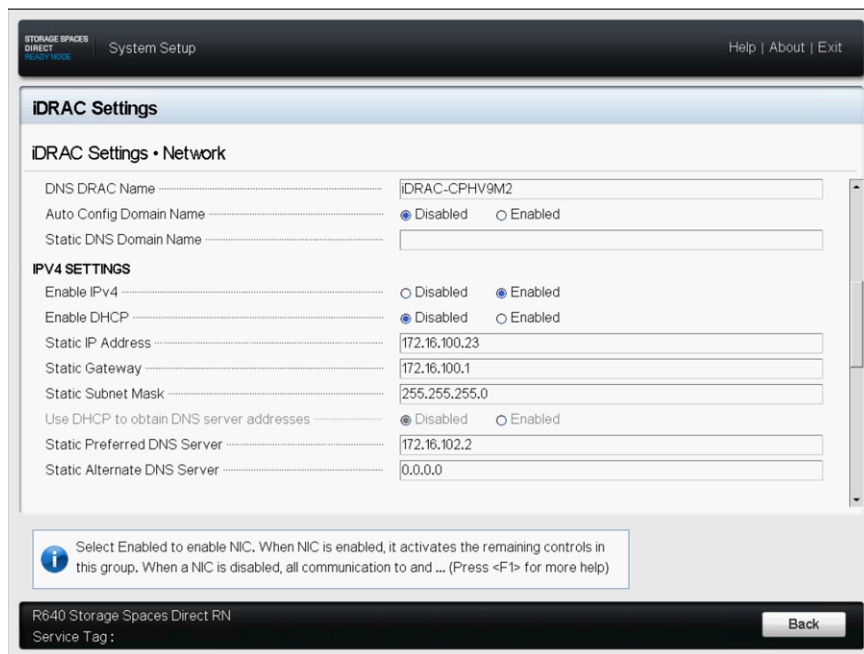 STORAGE SPACES
DIRECT
READY NODE
System Setup
Help | About | Exit
iDRAC Settings
iDRAC Settings • Network
DNS DRAC Name iDRAC-CPHV9M2
Auto Config Domain Name Disabled Enabled
Static DNS Domain Name
IPV4 SETTINGS
Enable IPv4 Disabled Enabled
Enable DHCP Disabled Enabled
Static IP Address 172.16.100.23
Static Gateway 172.16.100.1
Static Subnet Mask 255.255.255.0
Use DHCP to obtain DNS server addresses Disabled Enabled
Static Preferred DNS Server 172.16.102.2
Static Alternate DNS Server 0.0.0.0
Select Enabled to enable NIC. When NIC is enabled, it activates the remaining controls in
this group. When a NIC is disabled, all communication to and ... (Press <F1> for more help)
R640 Storage Spaces Direct RN
Service Tag :
Back